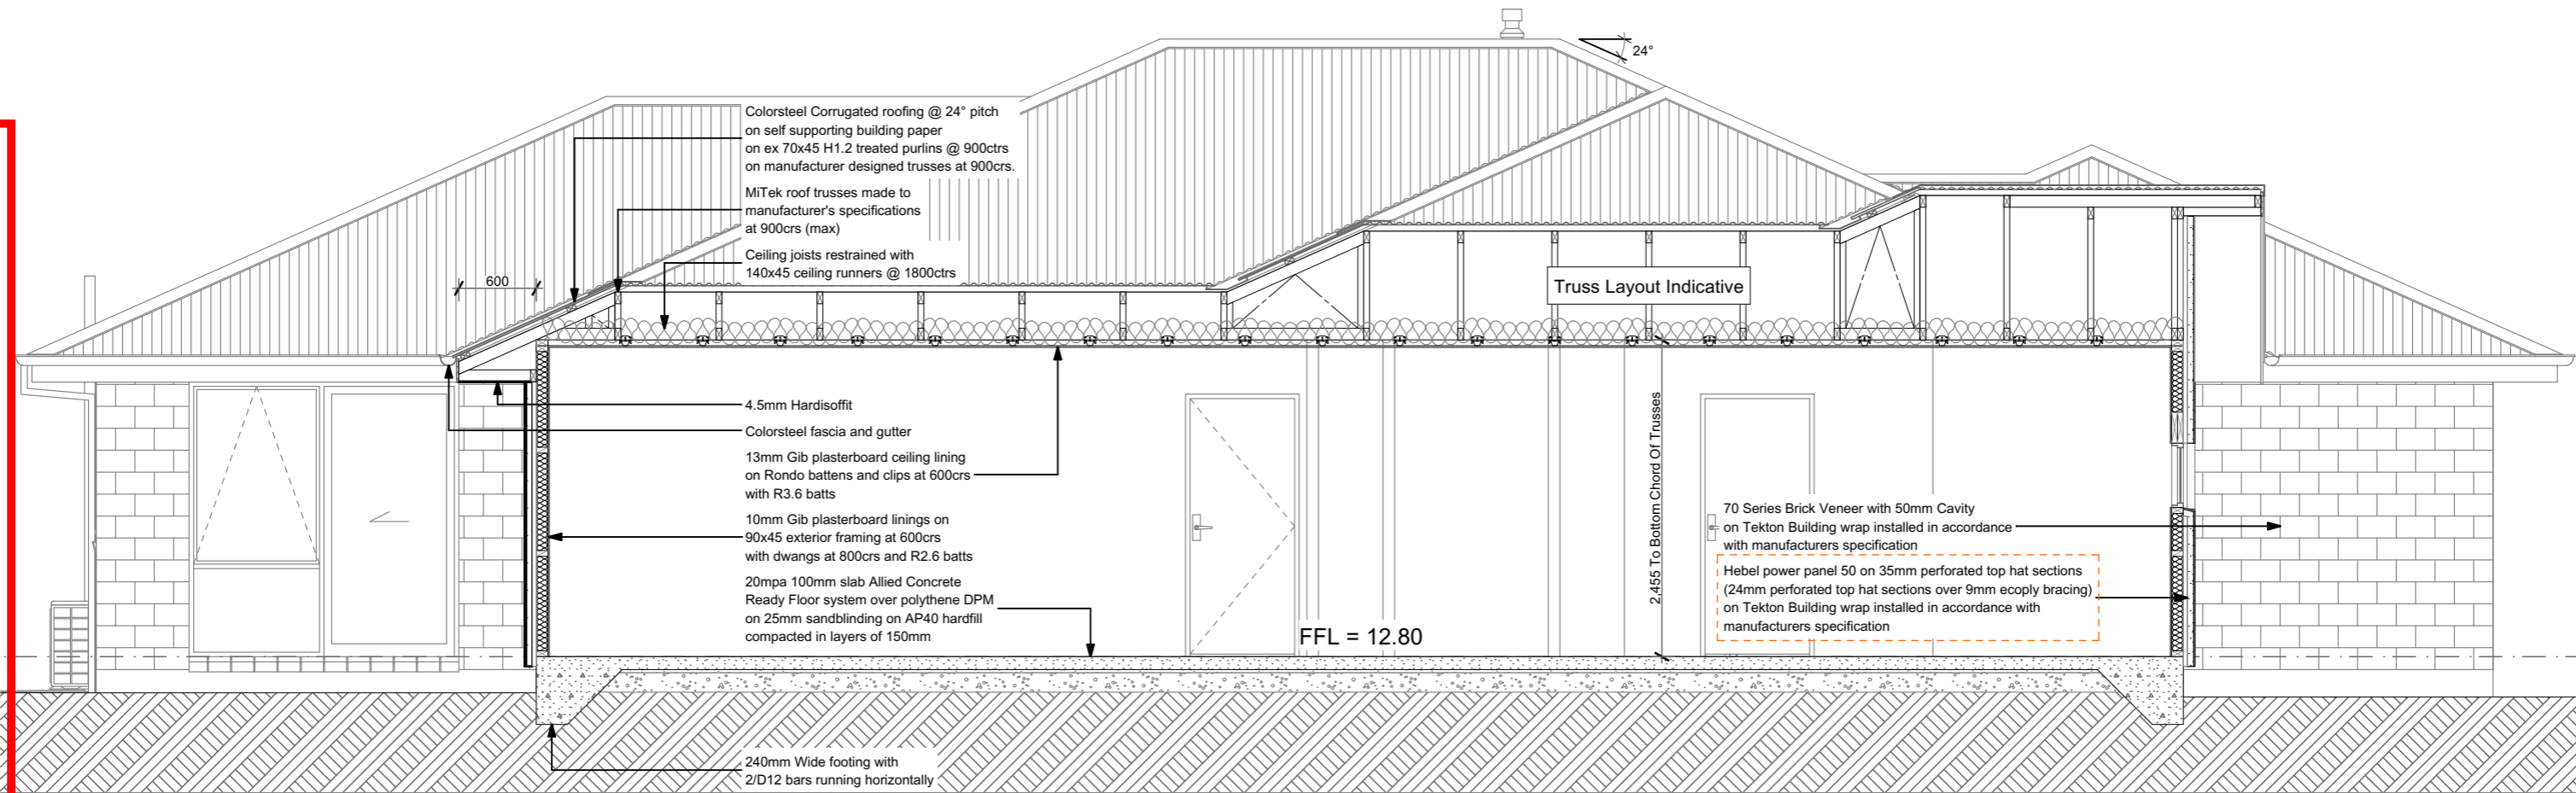 24°
Colorsteel Corrugated roofing @ 24° pitch
on self supporting building paper
on ex 70x45 H1.2 treated purlins @ 900ctrs
on manufacturer designed trusses at 900crs.
MiTek roof trusses made to
manufacturer's specifications
at 900crs (max)
Ceiling joists restrained with
140x45 ceiling runners @ 1800ctrs
600
Truss Layout Indicative
4.5mm Hardisoffit
Colorsteel fascia and gutter
13mm Gib plasterboard ceiling lining
on Rondo battens and clips at 600crs
with R3.6 batts
10mm Gib plasterboard linings on
90x45 exterior framing at 600crs
with dwangs at 800crs and R2.6 batts
20mpa 100mm slab Allied Concrete
Ready Floor system over polythene DPM
on 25mm sandblinding on AP40 hardfill
compacted in layers of 150mm
FFL = 12.80
2,455 To Bottom Chord Of Trusses
70 Series Brick Veneer with 50mm Cavity
on Tekton Building wrap installed in accordance
with manufacturers specification
Hebel power panel 50 on 35mm perforated top hat sections
(24mm perforated top hat sections over 9mm ecoply bracing)
on Tekton Building wrap installed in accordance with
manufacturers specification
240mm Wide footing with
2/D12 bars running horizontally